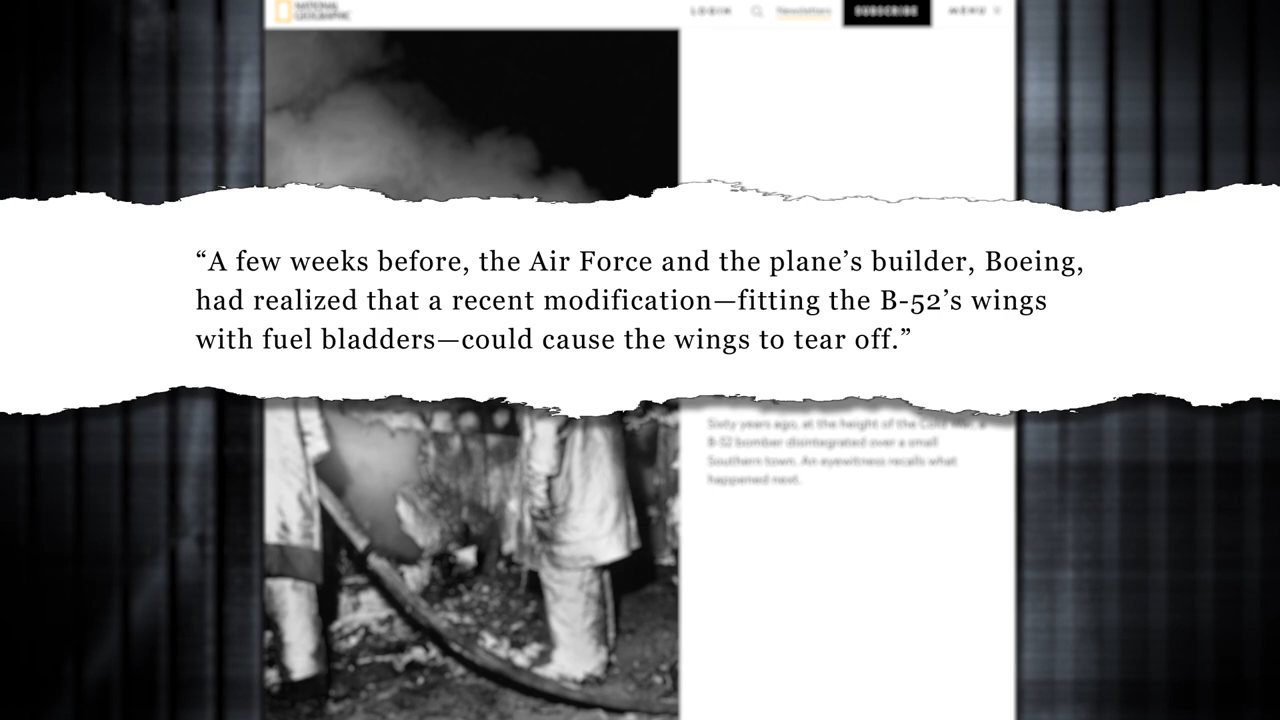 NATIONAL
GEOGRAPHIC
LOGIN
Newsletters
SUBSCRIBE
MENU
“A few weeks before, the Air Force and the plane’s builder, Boeing,
had realized that a recent modification—fitting the B-52’s wings
with fuel bladders—could cause the wings to tear off.”
Sixty years ago, at the height of the Cold War, a
B-52 bomber disintegrated over a small
Southern town. An eyewitness recalls what
happened next.